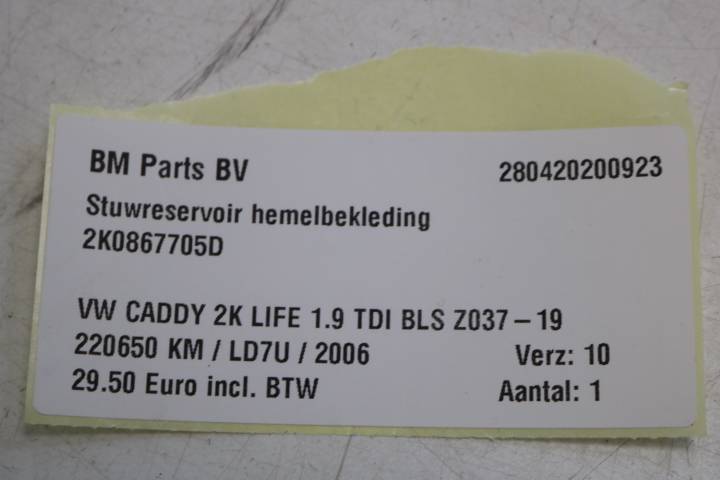 BM Parts BV 280420200923
Stuwreservoir hemelbekleding
2K0867705D
VW CADDY 2K LIFE 1.9 TDI BLS Z037 – 19
220650 KM / LD7U / 2006 Verz: 10
29.50 Euro incl. BTW Aantal: 1